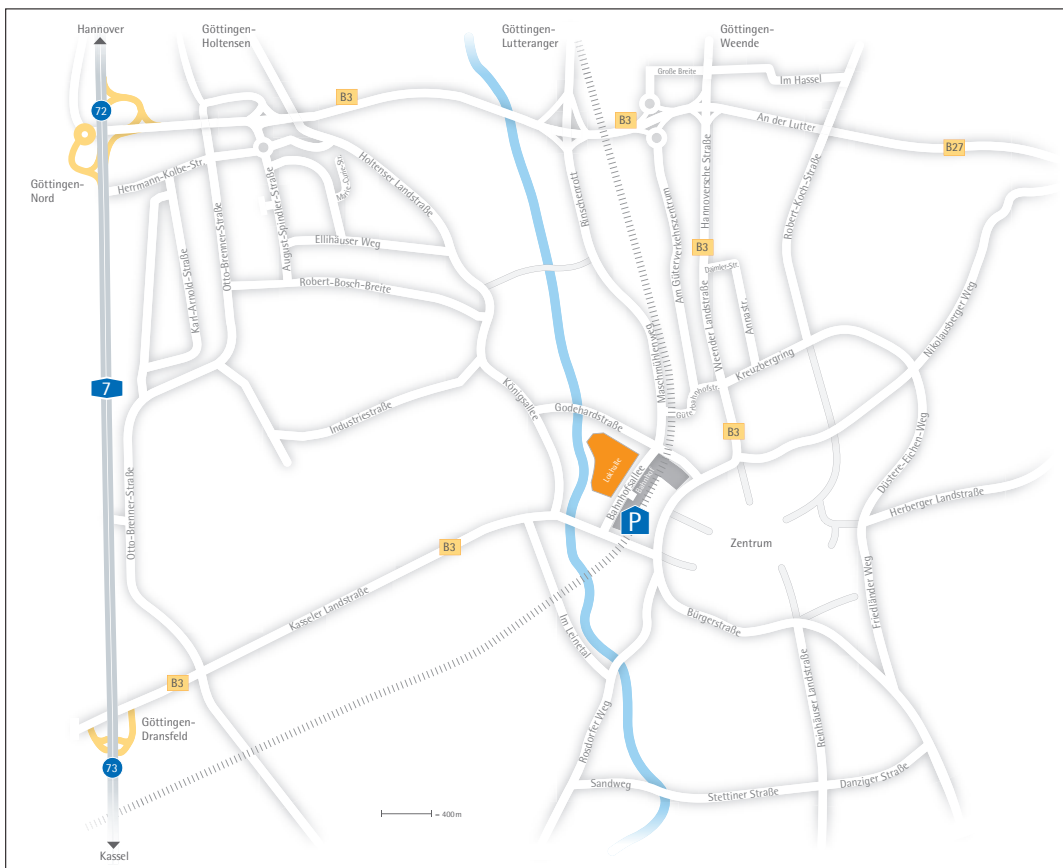 Hannover
Göttingen-
Holtensen
Göttingen-
Lutteranger
Göttingen-
Weende
Große Breite
Im Hassel
72
B3
B3
An der Lutter
B27
Göttingen-
Nord
Herrmann-Kolbe-Str.
Holtenser Landstraße
Hannoversche Straße
Robert-Koch-Straße
Otto-Brenner-Straße
August-Spindler-Straße
Ellihäuser Weg
Am Güterverkehrszentrum
B3
Damler-Str.
Karl-Arnold-Straße
Robert-Bosch-Breite
Weender Landstraße
Annastr.
Nikolausberger Weg
Maschmühlenweg
Kreuzbergring
7
Königsallee
Industriestraße
Godehardstraße
B3
Düstere-Eichen-Weg
Lokhalle
Bahnhofsallee
Bahnhof
Herberger Landstraße
P
Otto-Brenner-Straße
B3
Zentrum
Kasseler Landstraße
Friedländer Weg
Im Leinetal
Bürgerstraße
B3
Reinhäuser Landstraße
Göttingen-
Dransfeld
Rosdorfer Weg
73
Sandweg
Stettiner Straße
Danziger Straße
= 400 m
Kassel